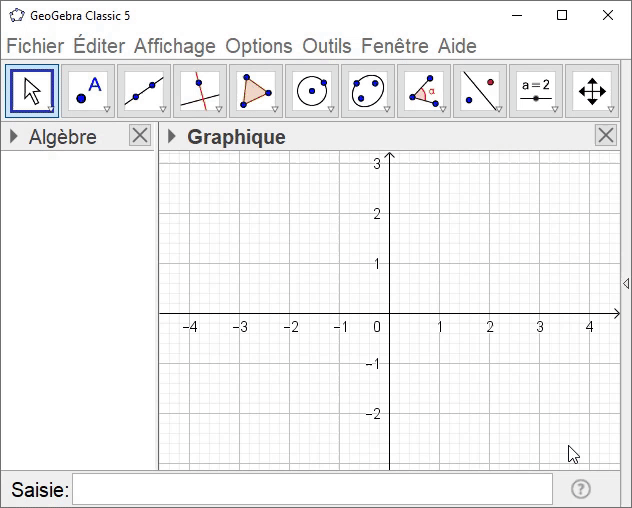 GeoGebra Classic 5
Fichier Éditer Affichage Options Outils Fenêtre Aide
A α a = 2
Algèbre
Graphique
3
2
1
−4 −3 −2 −1 0 1 2 3 4
−1
−2
Saisie:
?